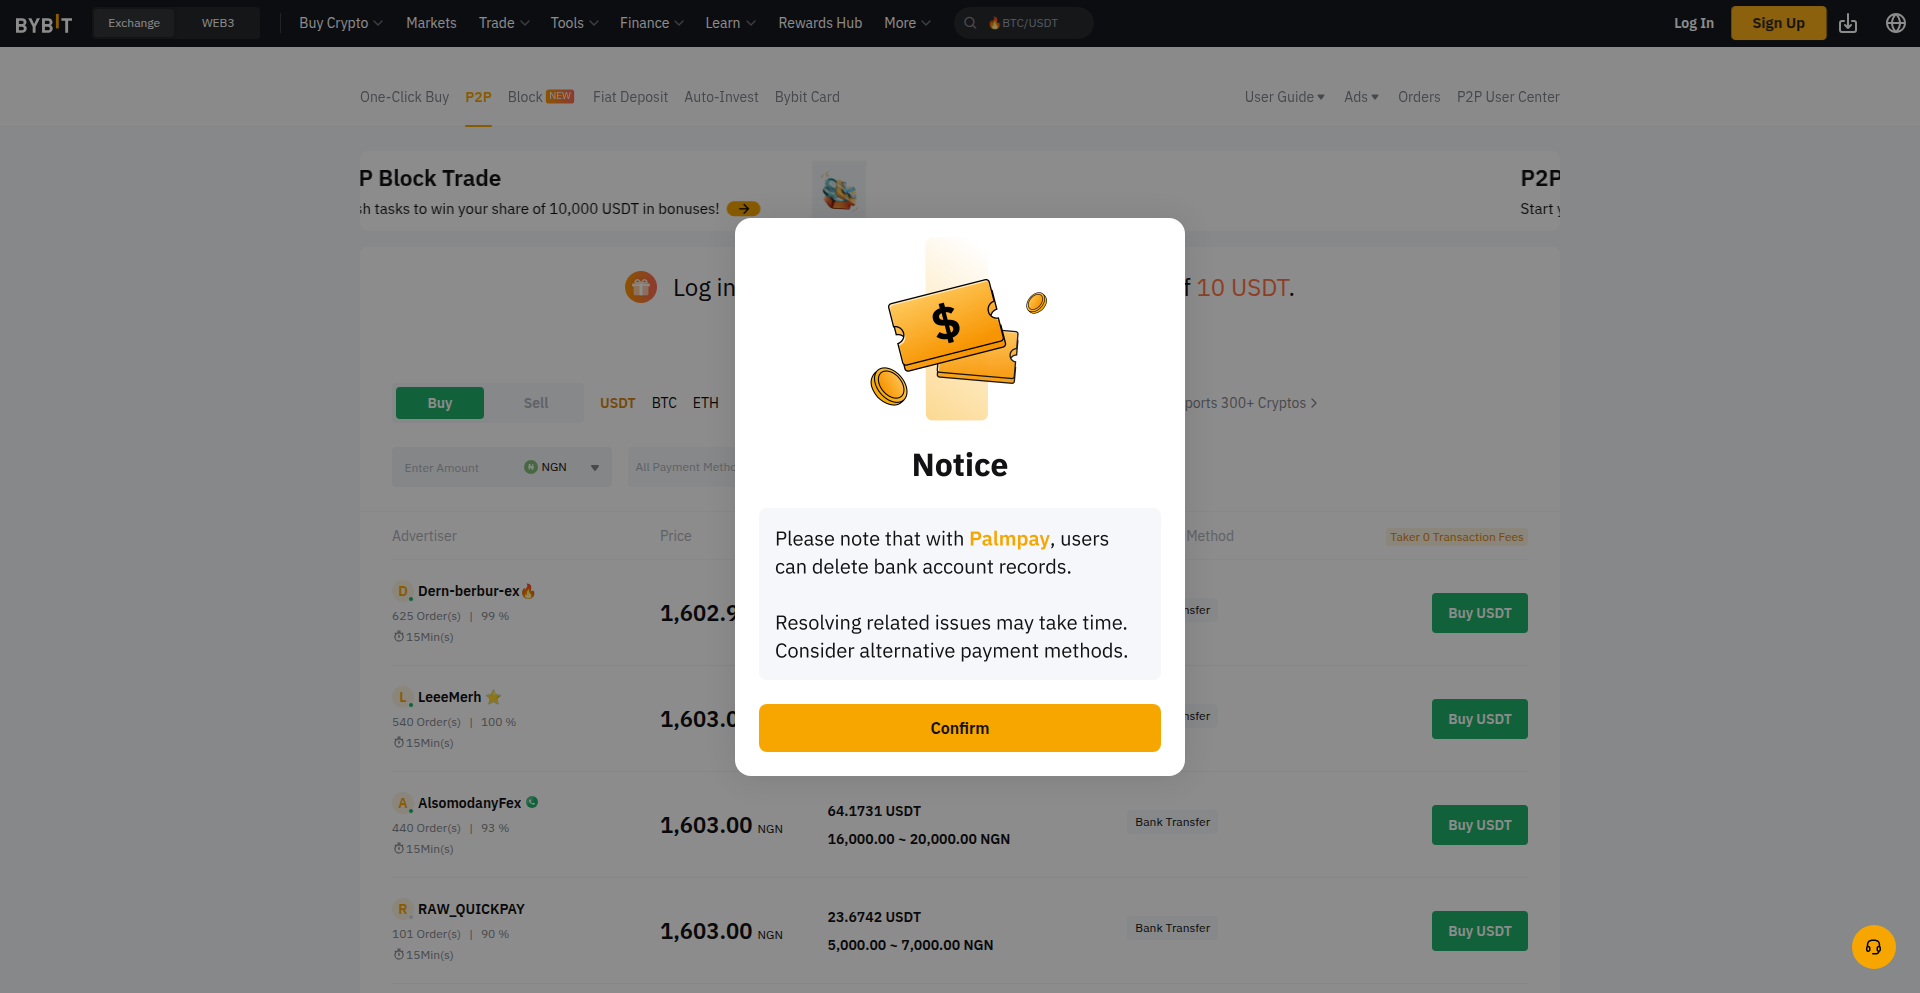 BYBIT
Exchange
WEB3
Buy Crypto
Markets
Trade
Tools
Finance
Learn
Rewards Hub
More
🔥BTC/USDT
Log In
Sign Up
One-Click Buy
P2P
Block NEW
Fiat Deposit
Auto-Invest
Bybit Card
User Guide
Ads
Orders
P2P User Center
P Block Trade
h tasks to win your share of 10,000 USDT in bonuses!
P2P
Start
Log in
f 10 USDT.
Buy
Sell
USDT
BTC
ETH
ports 300+ Cryptos
Enter Amount
NGN
All Payment Metho
Advertiser
Price
Method
Taker 0 Transaction Fees
D Dern-berbur-ex🔥
625 Order(s) | 99 %
15Min(s)
1,602.9
nsfer
Buy USDT
L LeeeMerh ⭐
540 Order(s) | 100 %
15Min(s)
1,603.0
nsfer
Buy USDT
A AlsomodanyFex
440 Order(s) | 93 %
15Min(s)
1,603.00 NGN
64.1731 USDT
16,000.00 ~ 20,000.00 NGN
Bank Transfer
Buy USDT
R RAW_QUICKPAY
101 Order(s) | 90 %
15Min(s)
1,603.00 NGN
23.6742 USDT
5,000.00 ~ 7,000.00 NGN
Bank Transfer
Buy USDT
$
Notice
Please note that with Palmpay, users
can delete bank account records.
Resolving related issues may take time.
Consider alternative payment methods.
Confirm